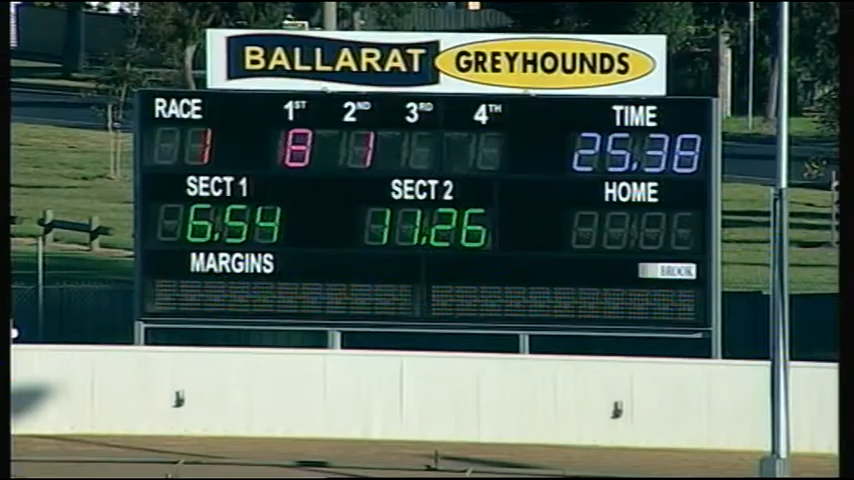 BALLARAT GREYHOUNDS
RACE 1ST 2ND 3RD 4TH TIME
1 8 1 25.38
SECT 1 SECT 2 HOME
6.54 11.26
MARGINS BROOK